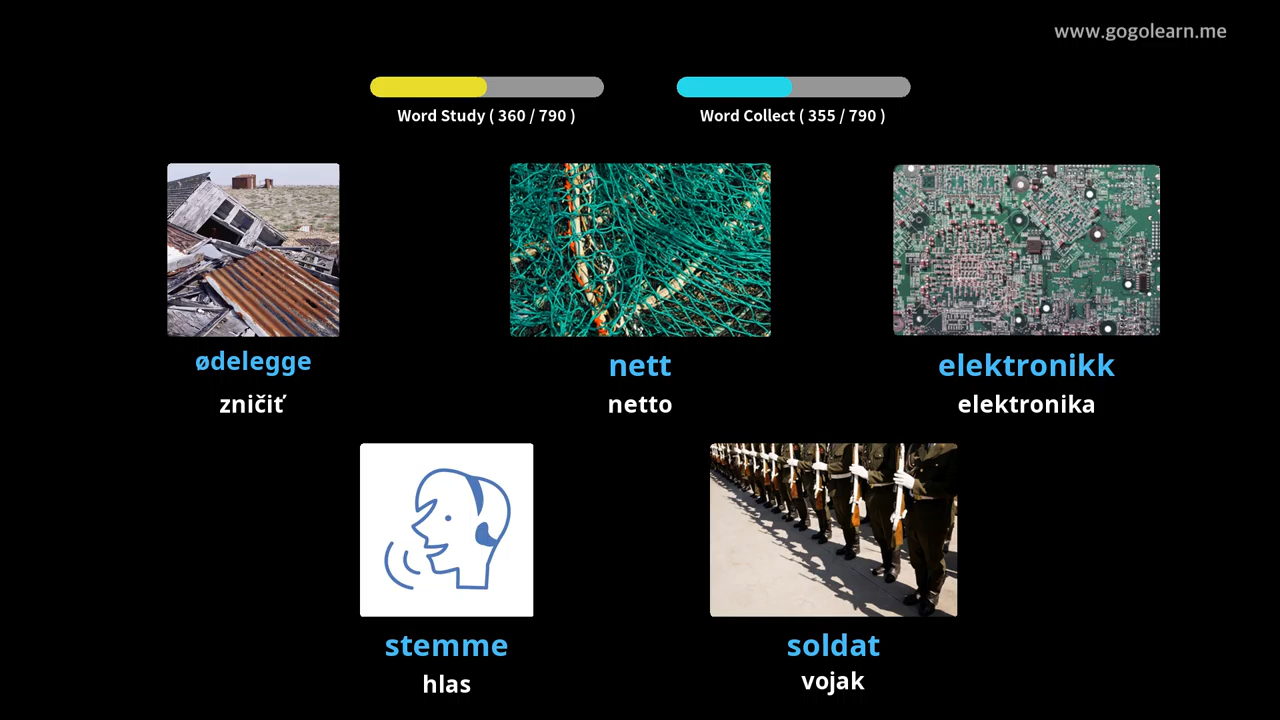 www.gogolearn.me
Word Study ( 360 / 790 )
Word Collect ( 355 / 790 )
ødelegge
zničiť
nett
netto
elektronikk
elektronika
stemme
hlas
soldat
vojak